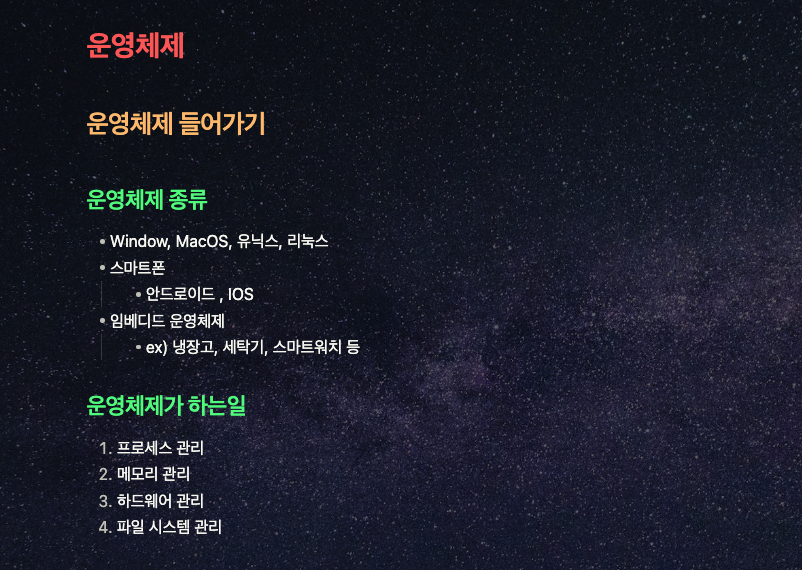 운영체제
운영체제 들어가기
운영체제 종류
• Window, MacOS, 유닉스, 리눅스
• 스마트폰
• 안드로이드 , IOS
• 임베디드 운영체제
• ex) 냉장고, 세탁기, 스마트워치 등
운영체제가 하는일
1. 프로세스 관리
2. 메모리 관리
3. 하드웨어 관리
4. 파일 시스템 관리